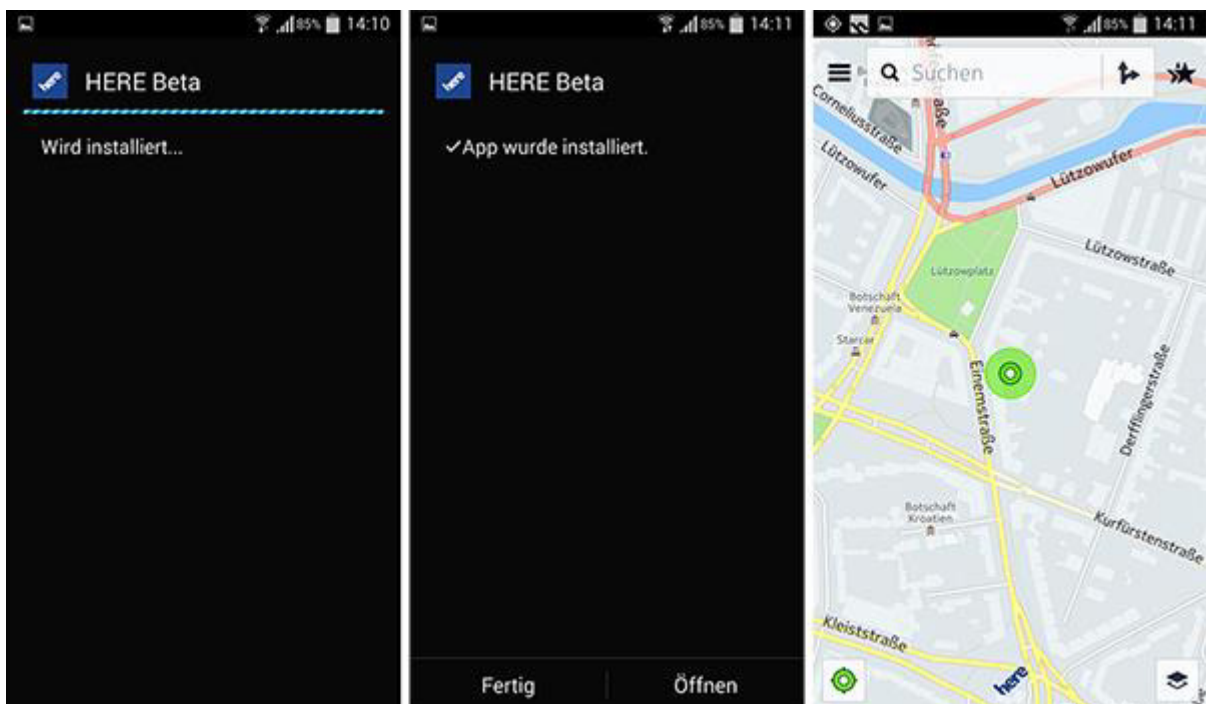 85% 14:10
HERE Beta
Wird installiert...
85% 14:11
HERE Beta
✓App wurde installiert.
Fertig
Öffnen
85% 14:11
Suchen
Corneliusstraße
Lützowufer
Lützowufer
Lützowstraße
Lützowplatz
Botschaft
Venezuela
Starcar
Einemstraße
Derfflingerstraße
Botschaft
Kroatien
Kurfürstenstraße
Kleiststraße
here